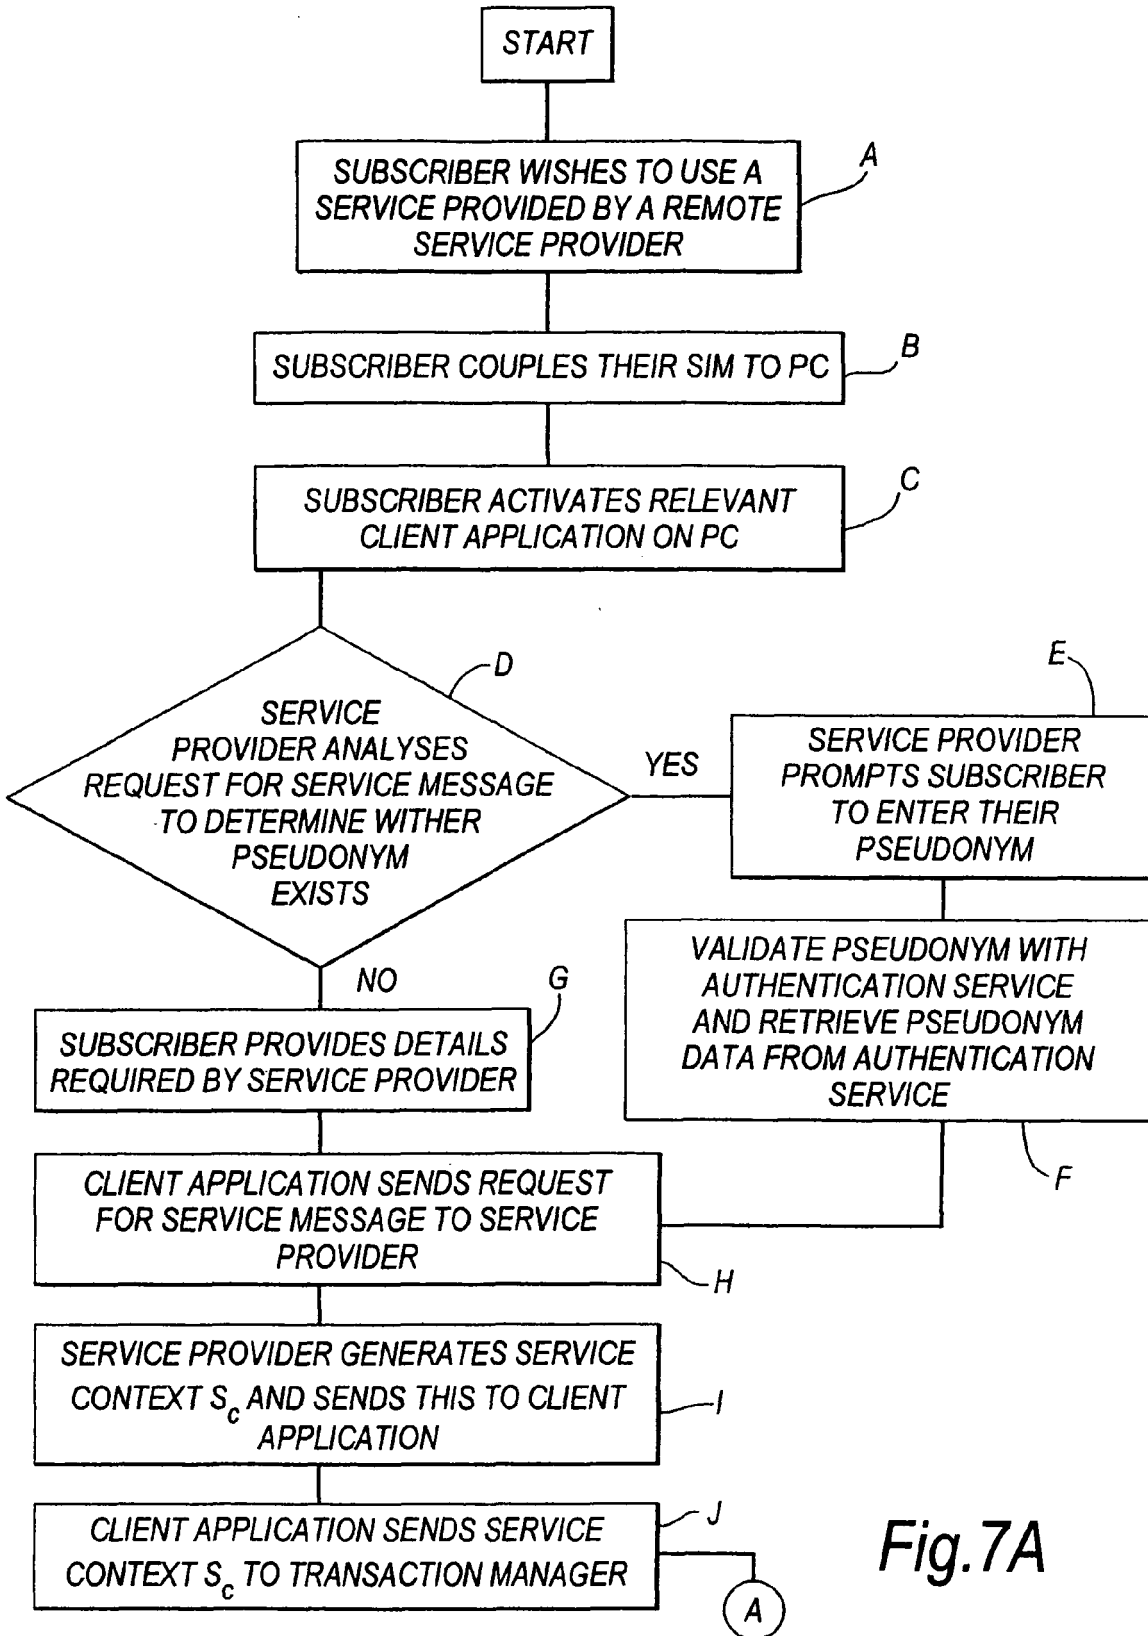 START
SUBSCRIBER WISHES TO USE A
SERVICE PROVIDED BY A REMOTE
SERVICE PROVIDER
A
SUBSCRIBER COUPLES THEIR SIM TO PC
B
SUBSCRIBER ACTIVATES RELEVANT
CLIENT APPLICATION ON PC
C
SERVICE
PROVIDER ANALYSES
REQUEST FOR SERVICE MESSAGE
TO DETERMINE WITHER
PSEUDONYM
EXISTS
D
YES
SERVICE PROVIDER
PROMPTS SUBSCRIBER
TO ENTER THEIR
PSEUDONYM
E
VALIDATE PSEUDONYM WITH
AUTHENTICATION SERVICE
AND RETRIEVE PSEUDONYM
DATA FROM AUTHENTICATION
SERVICE
F
NO
SUBSCRIBER PROVIDES DETAILS
REQUIRED BY SERVICE PROVIDER
G
CLIENT APPLICATION SENDS REQUEST
FOR SERVICE MESSAGE TO SERVICE
PROVIDER
H
SERVICE PROVIDER GENERATES SERVICE
CONTEXT Sc AND SENDS THIS TO CLIENT
APPLICATION
I
CLIENT APPLICATION SENDS SERVICE
CONTEXT Sc TO TRANSACTION MANAGER
J
A
Fig.7A